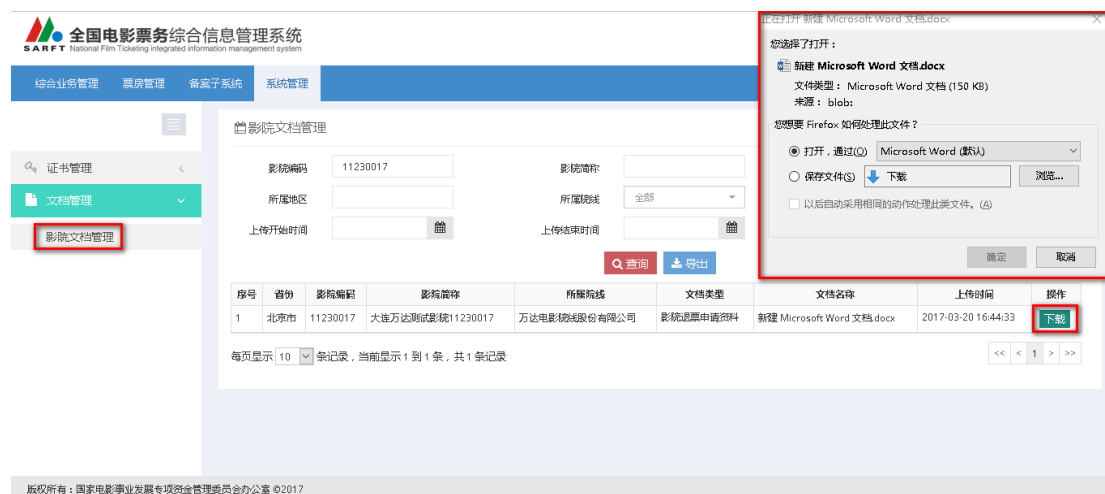 全国电影票务综合信息管理系统
SARFT National Film Ticketing integrated information management system
综合业务管理 票房管理 备案子系统 系统管理
证书管理
文档管理
影院文档管理
影院文档管理
影院编码 11230017 影院简称
所属地区 所属院线 全部
上传开始时间 上传结束时间
查询 导出
序号 省份 影院编码 影院简称 所属院线 文档类型 文档名称 上传时间 操作
1 北京市 11230017 大连万达测试影院11230017 万达电影院线股份有限公司 影院退票申请资料 新建 Microsoft Word 文档.docx 2017-03-20 16:44:33 下载
每页显示 10 条记录，当前显示 1 到 1 条，共 1 条记录
<< < 1 > >>
正在打开 新建 Microsoft Word 文档.docx
您选择了打开：
新建 Microsoft Word 文档.docx
文件类型： Microsoft Word 文档 (150 KB)
来源： blob:
您想要 Firefox 如何处理此文件？
打开，通过(O) Microsoft Word (默认)
保存文件(S) 下载 浏览...
以后自动采用相同的动作处理此类文件。(A)
确定 取消
版权所有：国家电影事业发展专项资金管理委员会办公室 ©2017